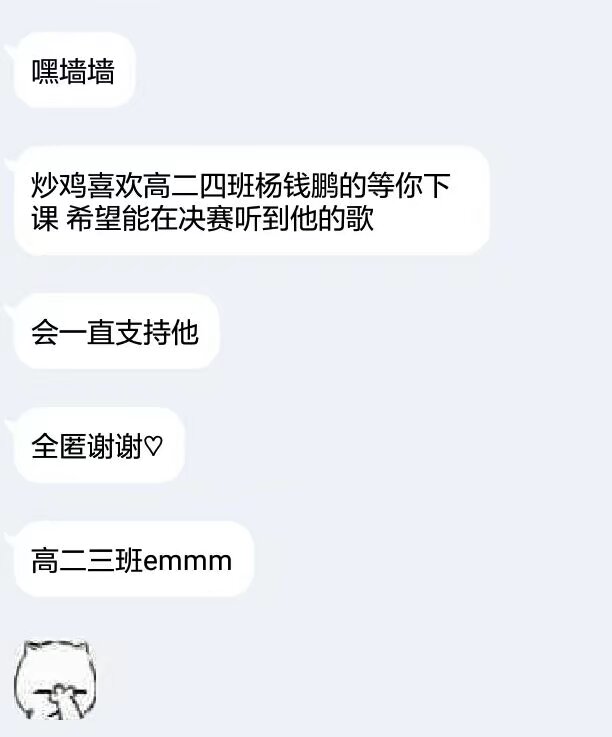 嘿墙墙
炒鸡喜欢高二四班杨钱鹏的等你下
课 希望能在决赛听到他的歌
会一直支持他
全匿谢谢♡
高二三班emmm